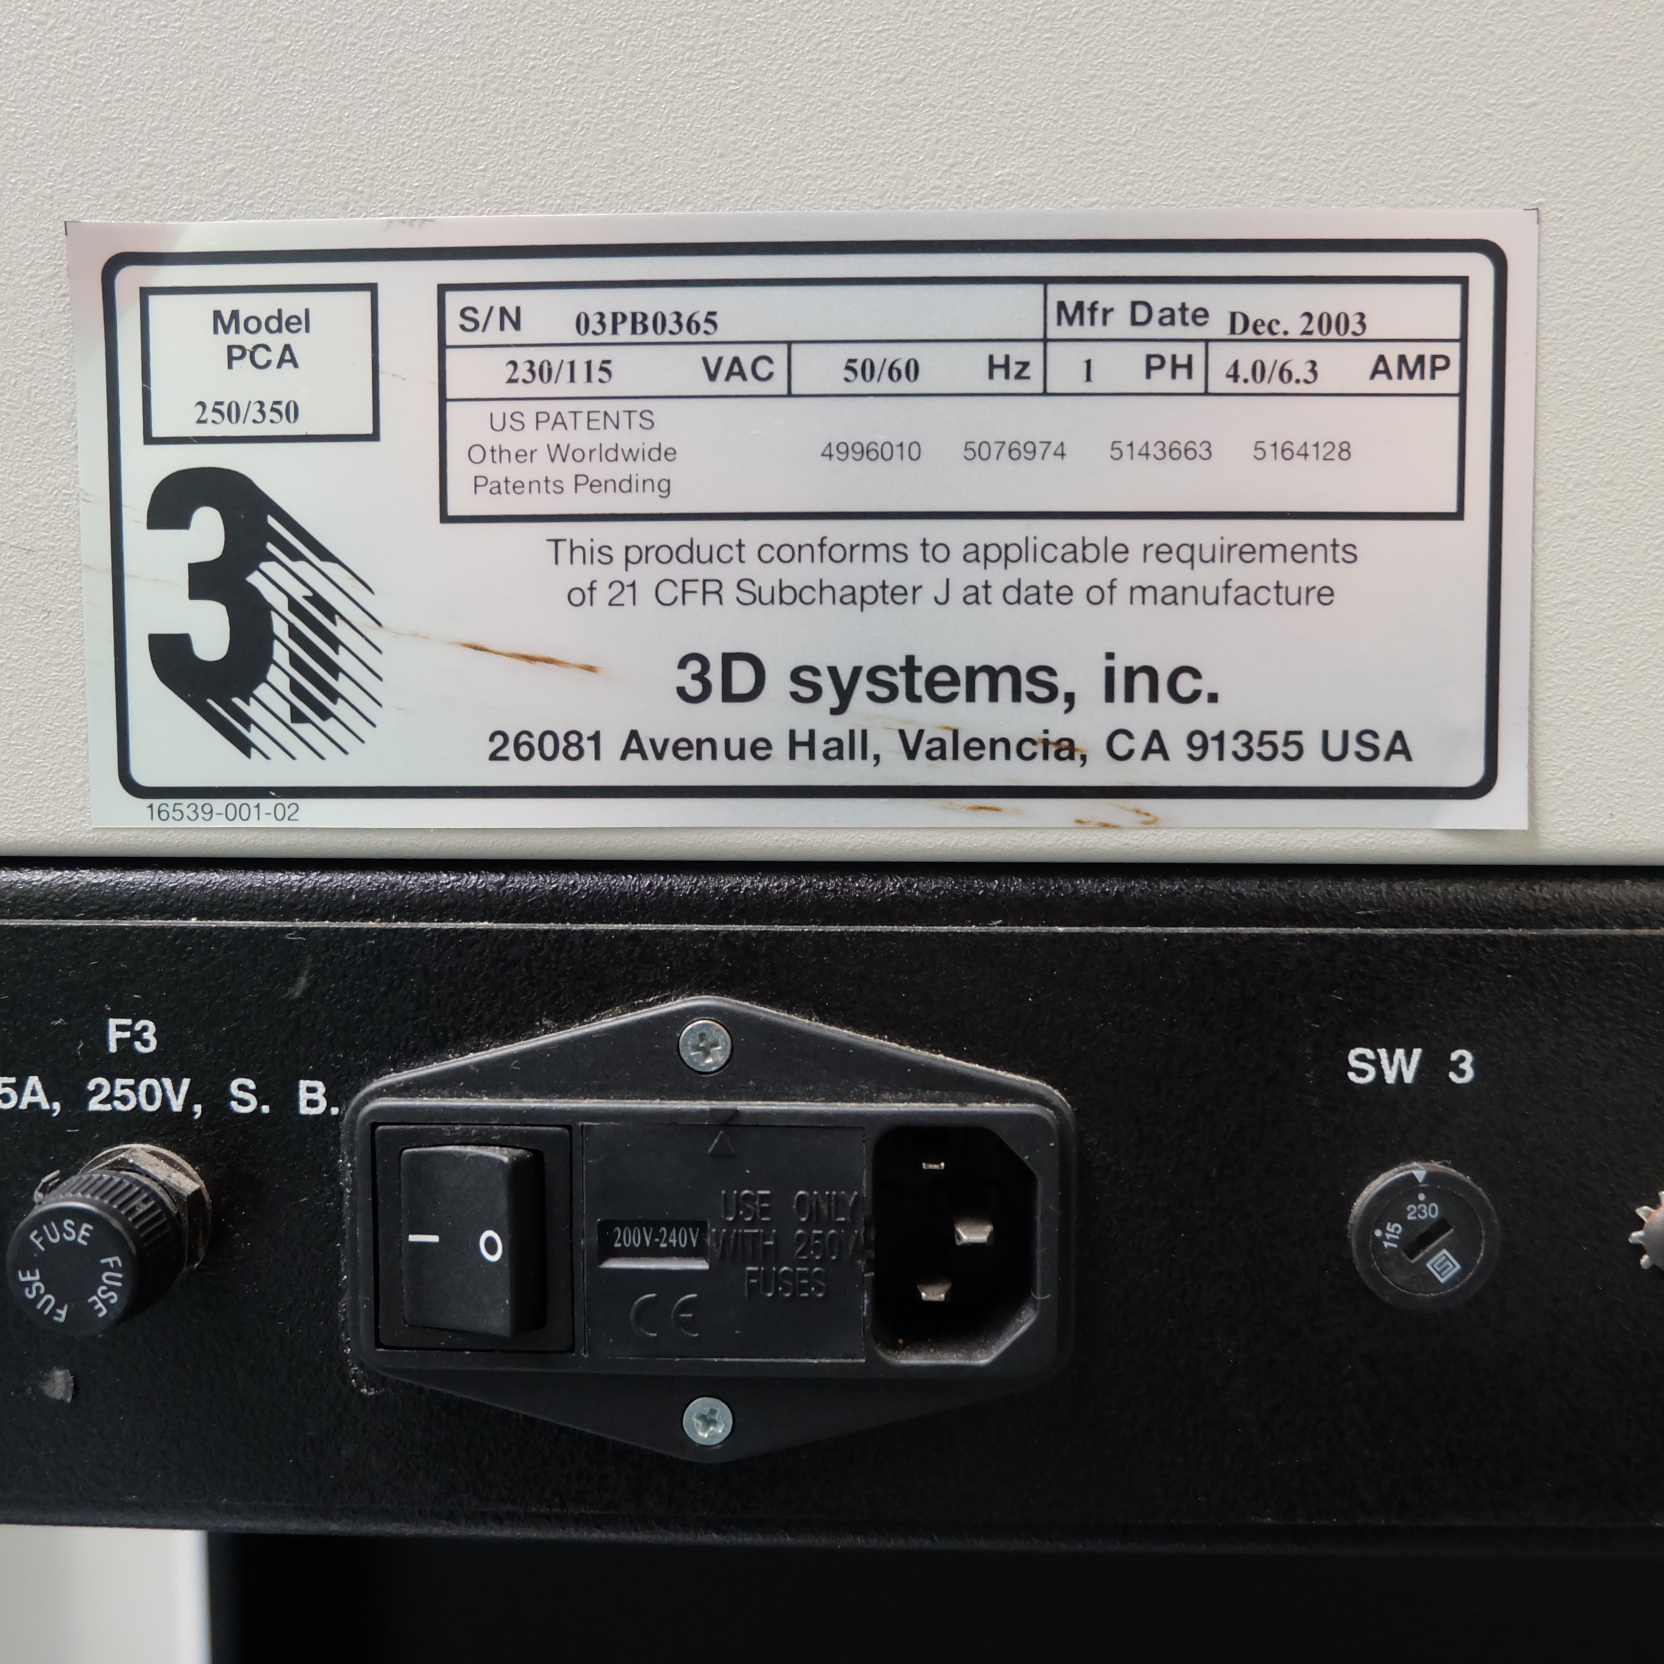 Model
PCA
250/350
S/N 03PB0365 Mfr Date Dec. 2003
230/115 VAC 50/60 Hz 1 PH 4.0/6.3 AMP
US PATENTS
Other Worldwide 4996010 5076974 5143663 5164128
Patents Pending
This product conforms to applicable requirements
of 21 CFR Subchapter J at date of manufacture
3
3D systems, inc.
26081 Avenue Hall, Valencia, CA 91355 USA
16539-001-02
F3
5A, 250V, S. B.
FUSE FUSE FUSE FUSE
I O
200V-240V
USE ONLY
WITH 250V
FUSES
CE
SW 3
115 230
S